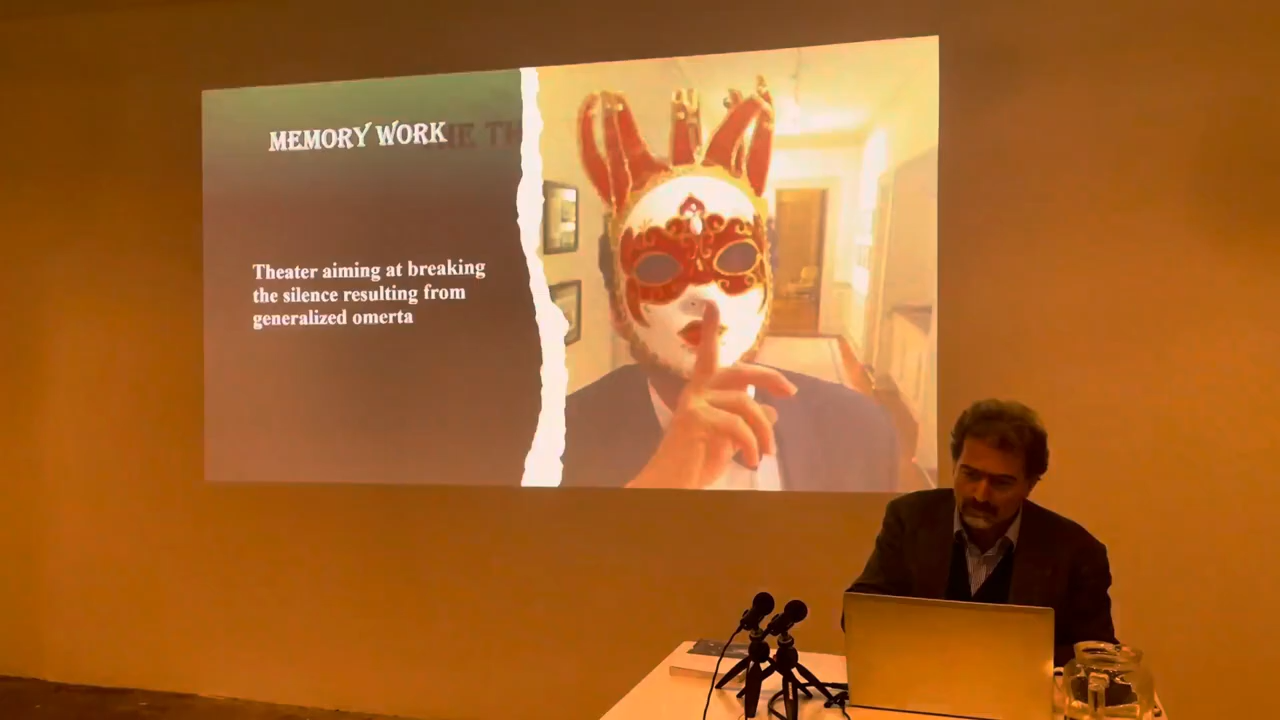 MEMORY WORK
Theater aiming at breaking
the silence resulting from
generalized omerta